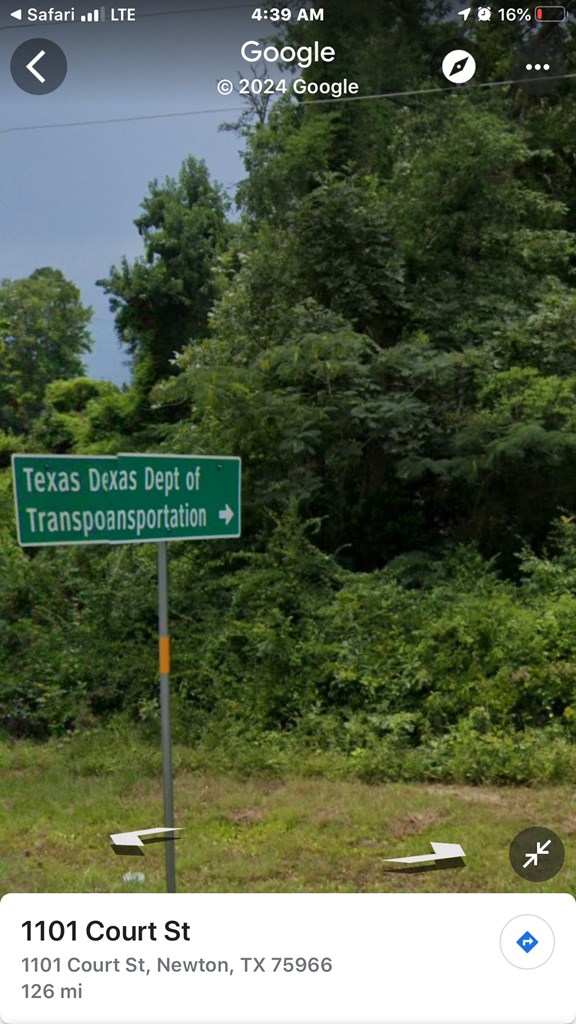 Safari LTE 4:39 AM 16%
Google
© 2024 Google
Texas Dexas Dept of
Transpoansportation
1101 Court St
1101 Court St, Newton, TX 75966
126 mi